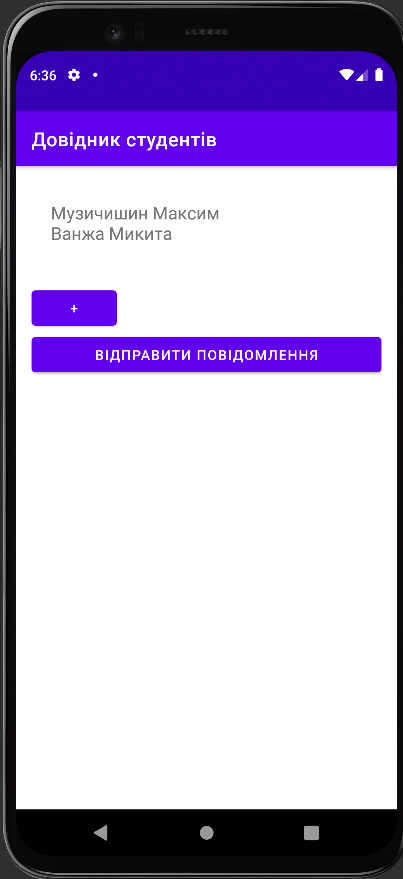 6:36
Довідник студентів
Музичишин Максим
Ванжа Микита
+
ВІДПРАВИТИ ПОВІДОМЛЕННЯ